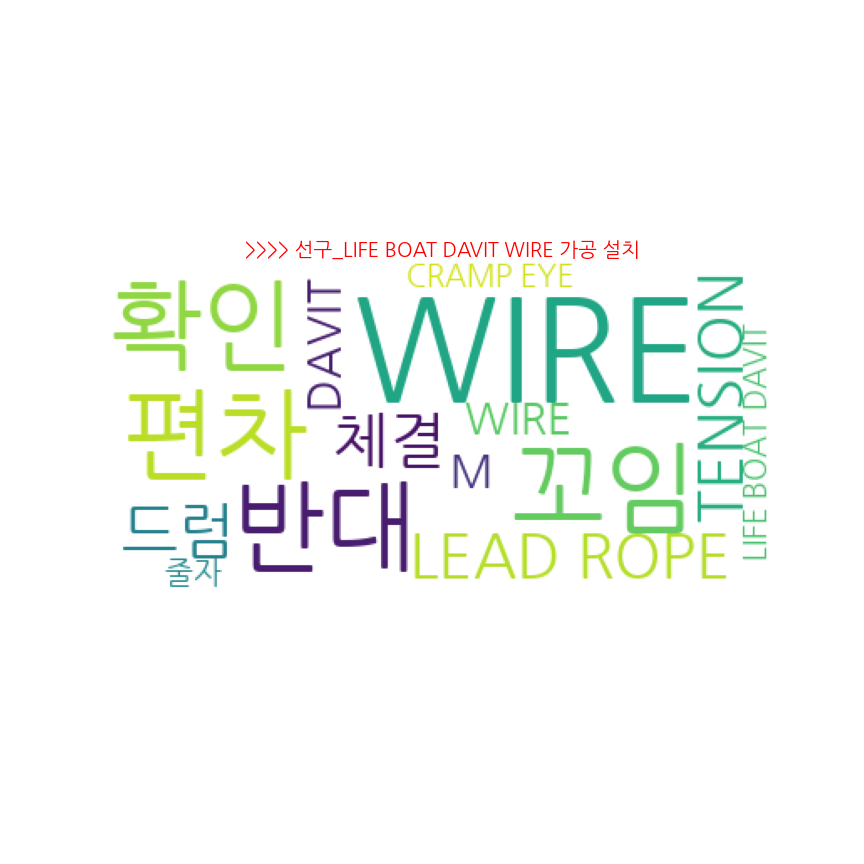 >>>> 선구_LIFE BOAT DAVIT WIRE 가공 설치
CRAMP EYE
확인
DAVIT
WIRE
TENSION
LIFE BOAT DAVIT
편차
체결
WIRE
M
꼬임
드럼
반대
LEAD ROPE
줄자